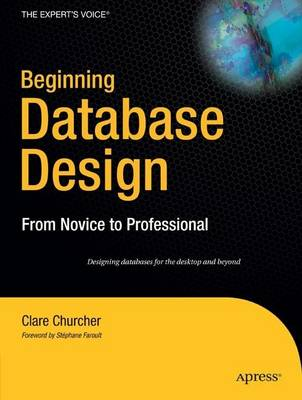 THE EXPERT'S VOICE®
Beginning
Database
Design
From Novice to Professional
Designing databases for the desktop and beyond
Clare Churcher
Foreword by Stéphane Faroult
Apress®